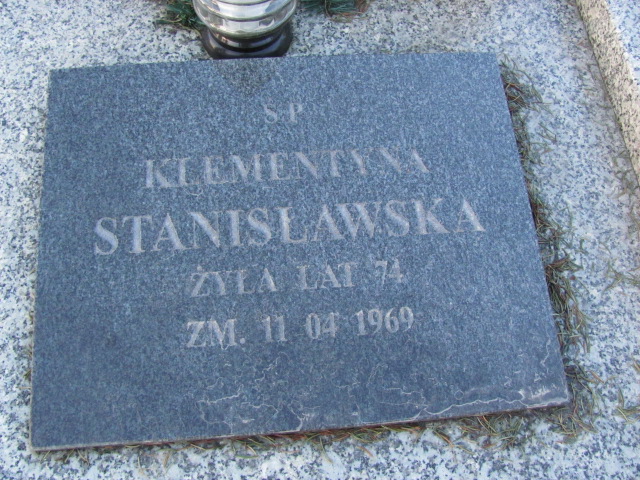 Ś.P.
KLEMENTYNA
STANISŁAWSKA
ŻYŁA LAT 74
ZM. 11 04 1969